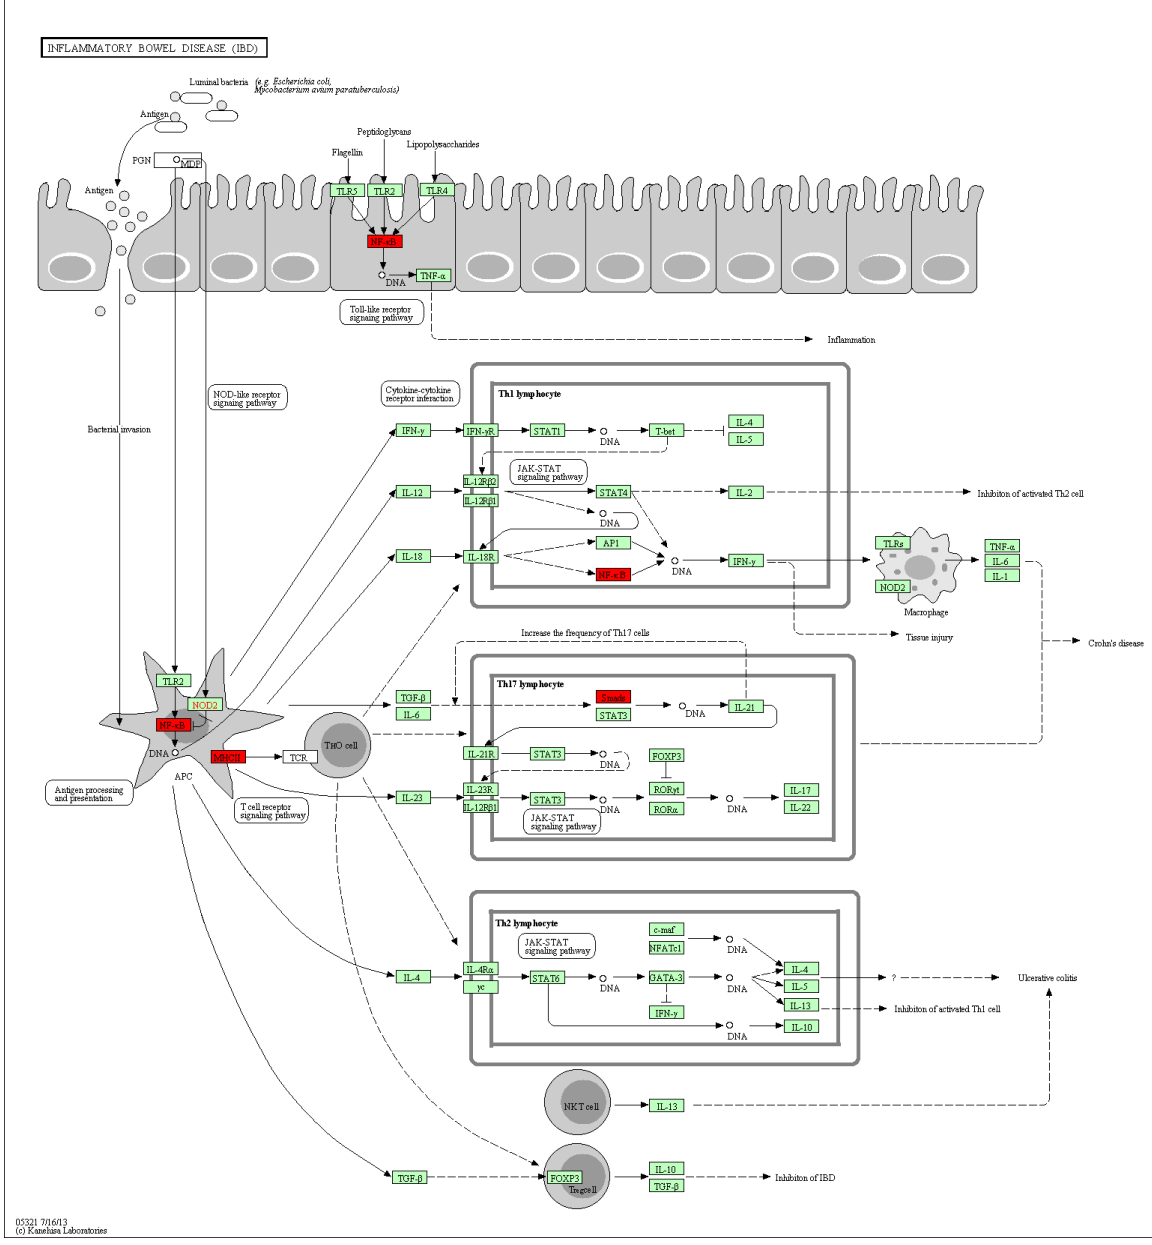 INFLAMMATORY BOWEL DISEASE (IBD)
Luminal bacteria (e.g. Escherichia coli,
Mycobacterium avium paratuberculosis)
Antigen
Peptidoglycans
Flagellin
Lipopolysaccharides
PGN
MDP
Antigen
TLR5
TLR2
TLR4
NF-κB
DNA
TNF-α
Toll-like receptor
signaing pathway
Inflammation
NOD-like receptor
signaing pathway
Cytokine-cytokine
receptor interaction
Bacterial invasion
Th1 lymphocyte
IFN-γ
IFN-γR
STAT1
DNA
T-bet
IL-4
IL-5
JAK-STAT
signaling pathway
IL-12
IL-12Rβ2
IL-12Rβ1
STAT4
DNA
IL-2
Inhibiton of activated Th2 cell
IL-18
IL-18R
AP1
NF-κB
DNA
IFN-γ
TLRs
NOD2
Macrophage
TNF-α
IL-6
IL-1
Tissue injury
Crohn's disease
Increase the frequency of Th17 cells
Th17 lymphocyte
TLR2
NOD2
NF-κB
DNA
MHCII
TCR
TH0 cell
APC
Antigen processing
and presentation
T cell receptor
signaling pathway
TGF-β
IL-6
Smads
STAT3
DNA
IL-21
IL-21R
STAT3
DNA
FOXP3
IL-23
IL-23R
IL-12Rβ1
STAT3
DNA
RORγt
RORα
DNA
IL-17
IL-22
JAK-STAT
signaling pathway
Th2 lymphocyte
JAK-STAT
signaling pathway
c-maf
NFATc1
DNA
IL-4
IL-4Rα
γc
STAT6
DNA
GATA-3
DNA
IFN-γ
IL-4
IL-5
IL-13
DNA
IL-10
?
Ulcerative colitis
Inhibiton of activated Th1 cell
NKT cell
IL-13
TGF-β
FOXP3
Tregcell
IL-10
TGF-β
Inhibiton of IBD
05321 7/16/13
(c) Kanehisa Laboratories